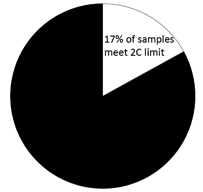 17% of samples
meet 2C limit